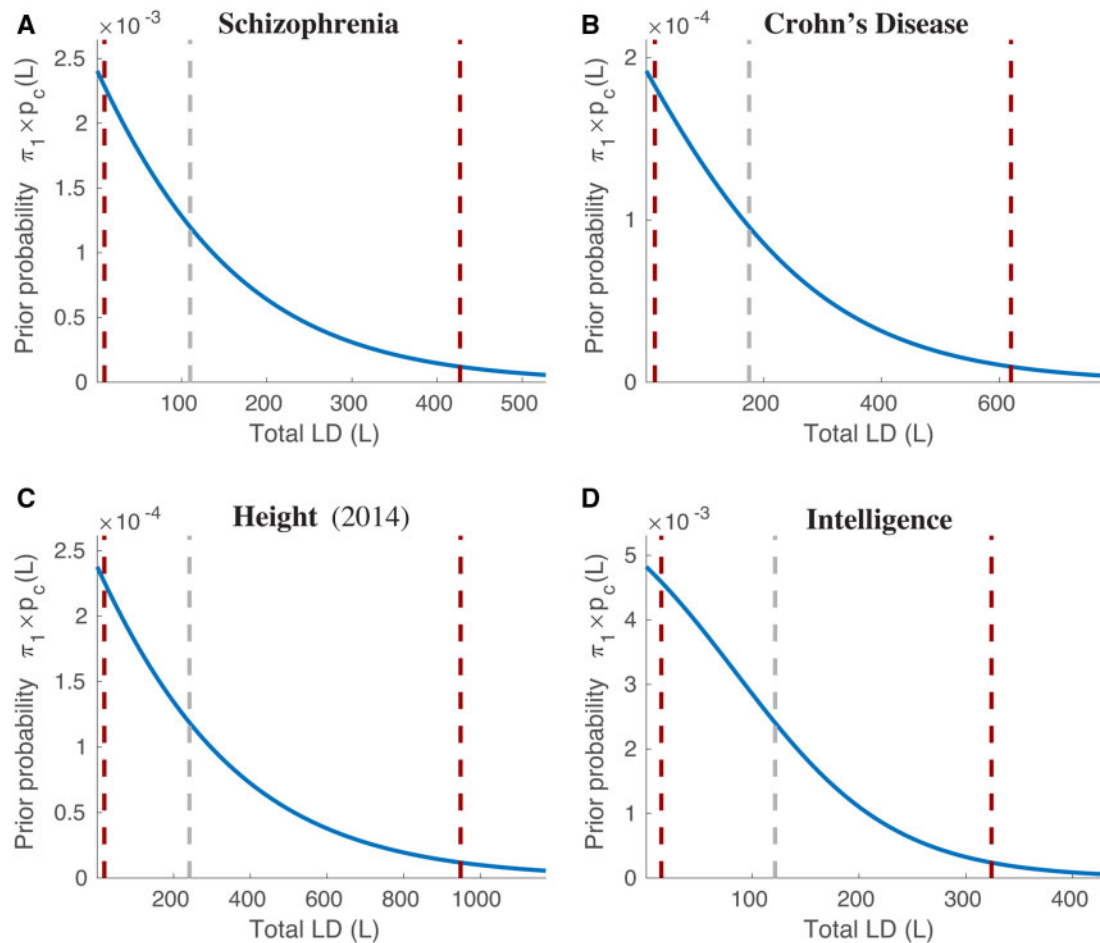 A
Schizophrenia
×10⁻³
2.5
2
1.5
1
0.5
0
Prior probability π₁ × p_c(L)
100 200 300 400 500
Total LD (L)
B
Crohn's Disease
×10⁻⁴
2
1
0
Prior probability π₁ × p_c(L)
200 400 600
Total LD (L)
C
Height (2014)
×10⁻⁴
2.5
2
1.5
1
0.5
0
Prior probability π₁ × p_c(L)
200 400 600 800 1000
Total LD (L)
D
Intelligence
×10⁻³
5
4
3
2
1
0
Prior probability π₁ × p_c(L)
100 200 300 400
Total LD (L)